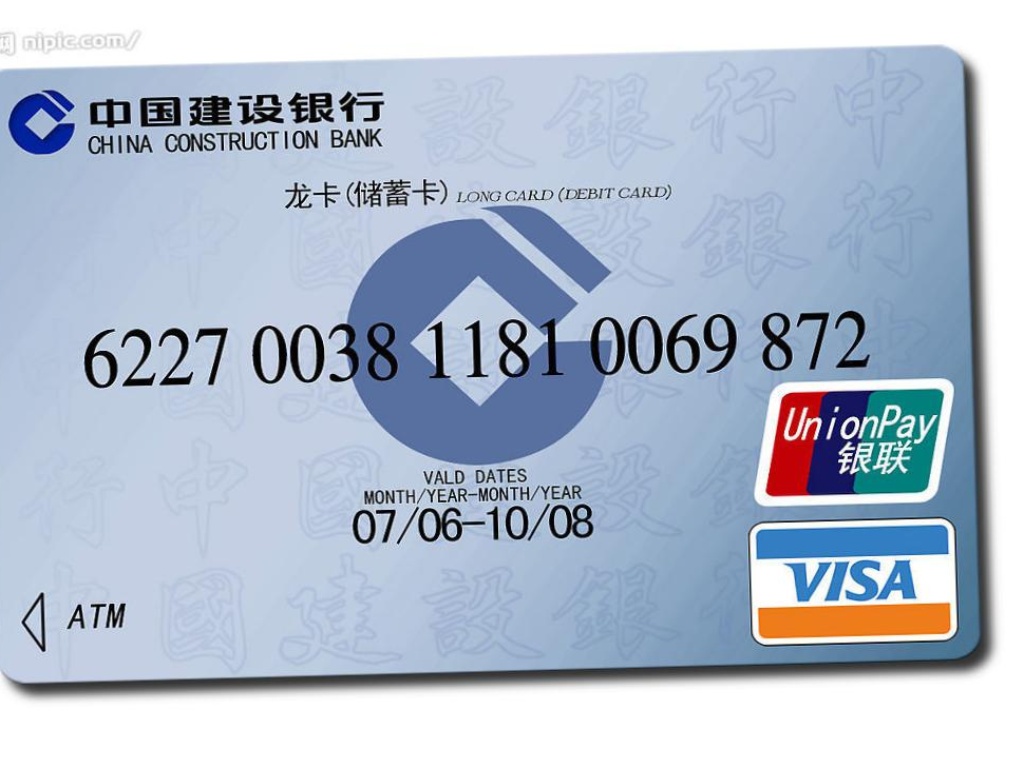 网 nipic.com/
中国建设银行
CHINA CONSTRUCTION BANK
龙卡(储蓄卡) LONG CARD (DEBIT CARD)
6227 0038 1181 0069 872
UnionPay
银联
VALD DATES
MONTH/YEAR-MONTH/YEAR
07/06-10/08
VISA
ATM